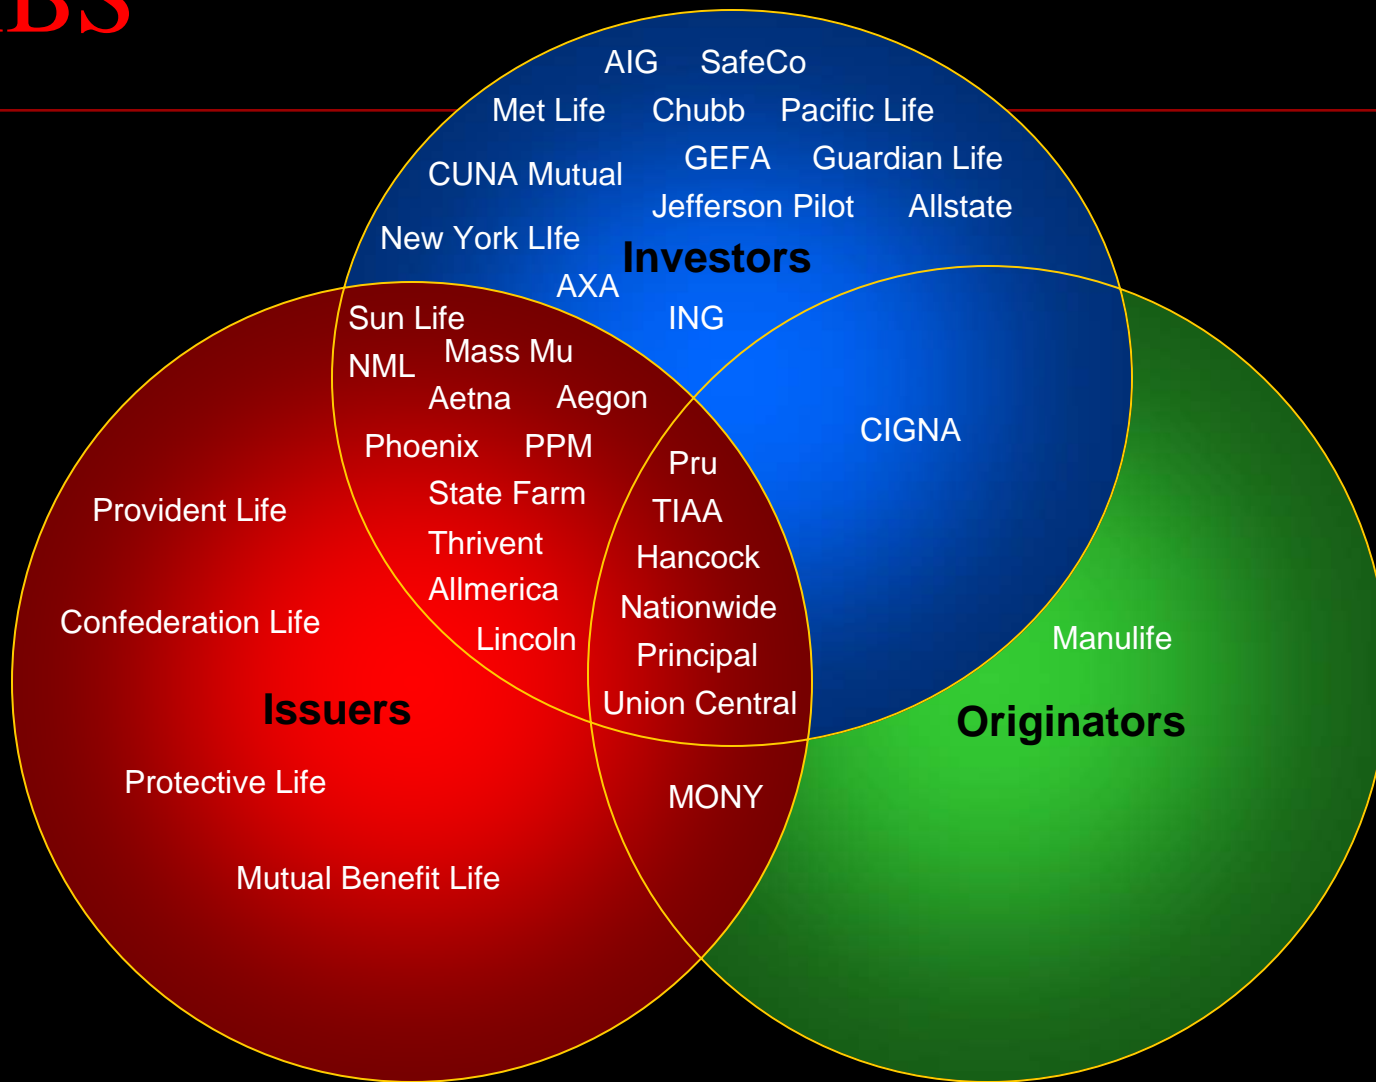 BS
AIG SafeCo
Met Life Chubb Pacific Life
GEFA Guardian Life
CUNA Mutual
Jefferson Pilot Allstate
New York LIfe
Investors
AXA
Sun Life ING
Mass Mu
NML
Aetna Aegon
CIGNA
Phoenix PPM
Pru
State Farm
Provident Life TIAA
Thrivent
Hancock
Allmerica
Nationwide
Confederation Life
Lincoln Manulife
Principal
Union Central
Issuers Originators
Protective Life
MONY
Mutual Benefit Life